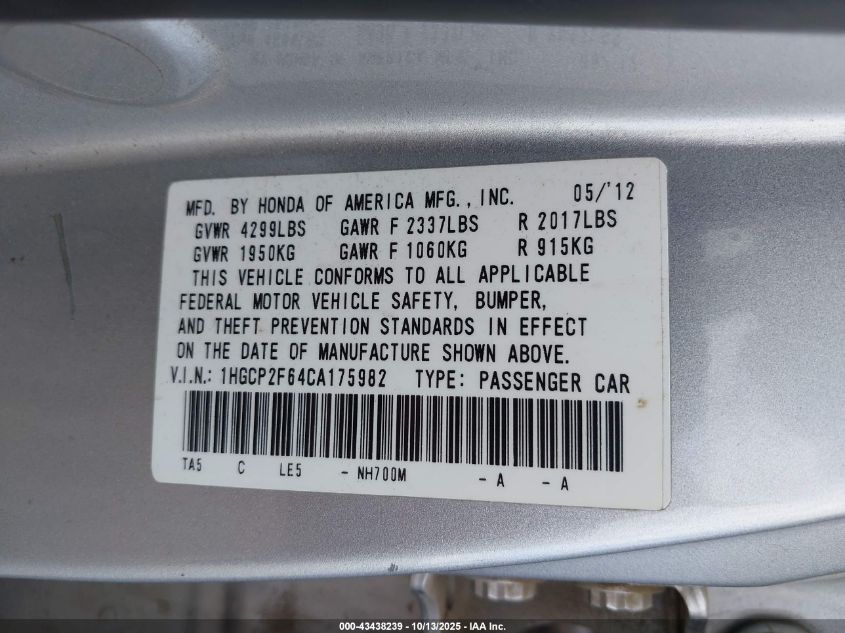 MFD. BY HONDA OF AMERICA MFG., INC. 05/'12
GVWR 4299LBS GAWR F 2337LBS R 2017LBS
GVWR 1950KG GAWR F 1060KG R 915KG
THIS VEHICLE CONFORMS TO ALL APPLICABLE
FEDERAL MOTOR VEHICLE SAFETY, BUMPER,
AND THEFT PREVENTION STANDARDS IN EFFECT
ON THE DATE OF MANUFACTURE SHOWN ABOVE.
V.I.N.: 1HGCP2F64CA175982 TYPE: PASSENGER CAR
TA5 C LE5 - NH700M - A - A
000-43438239 - 10/13/2025 - IAA Inc.